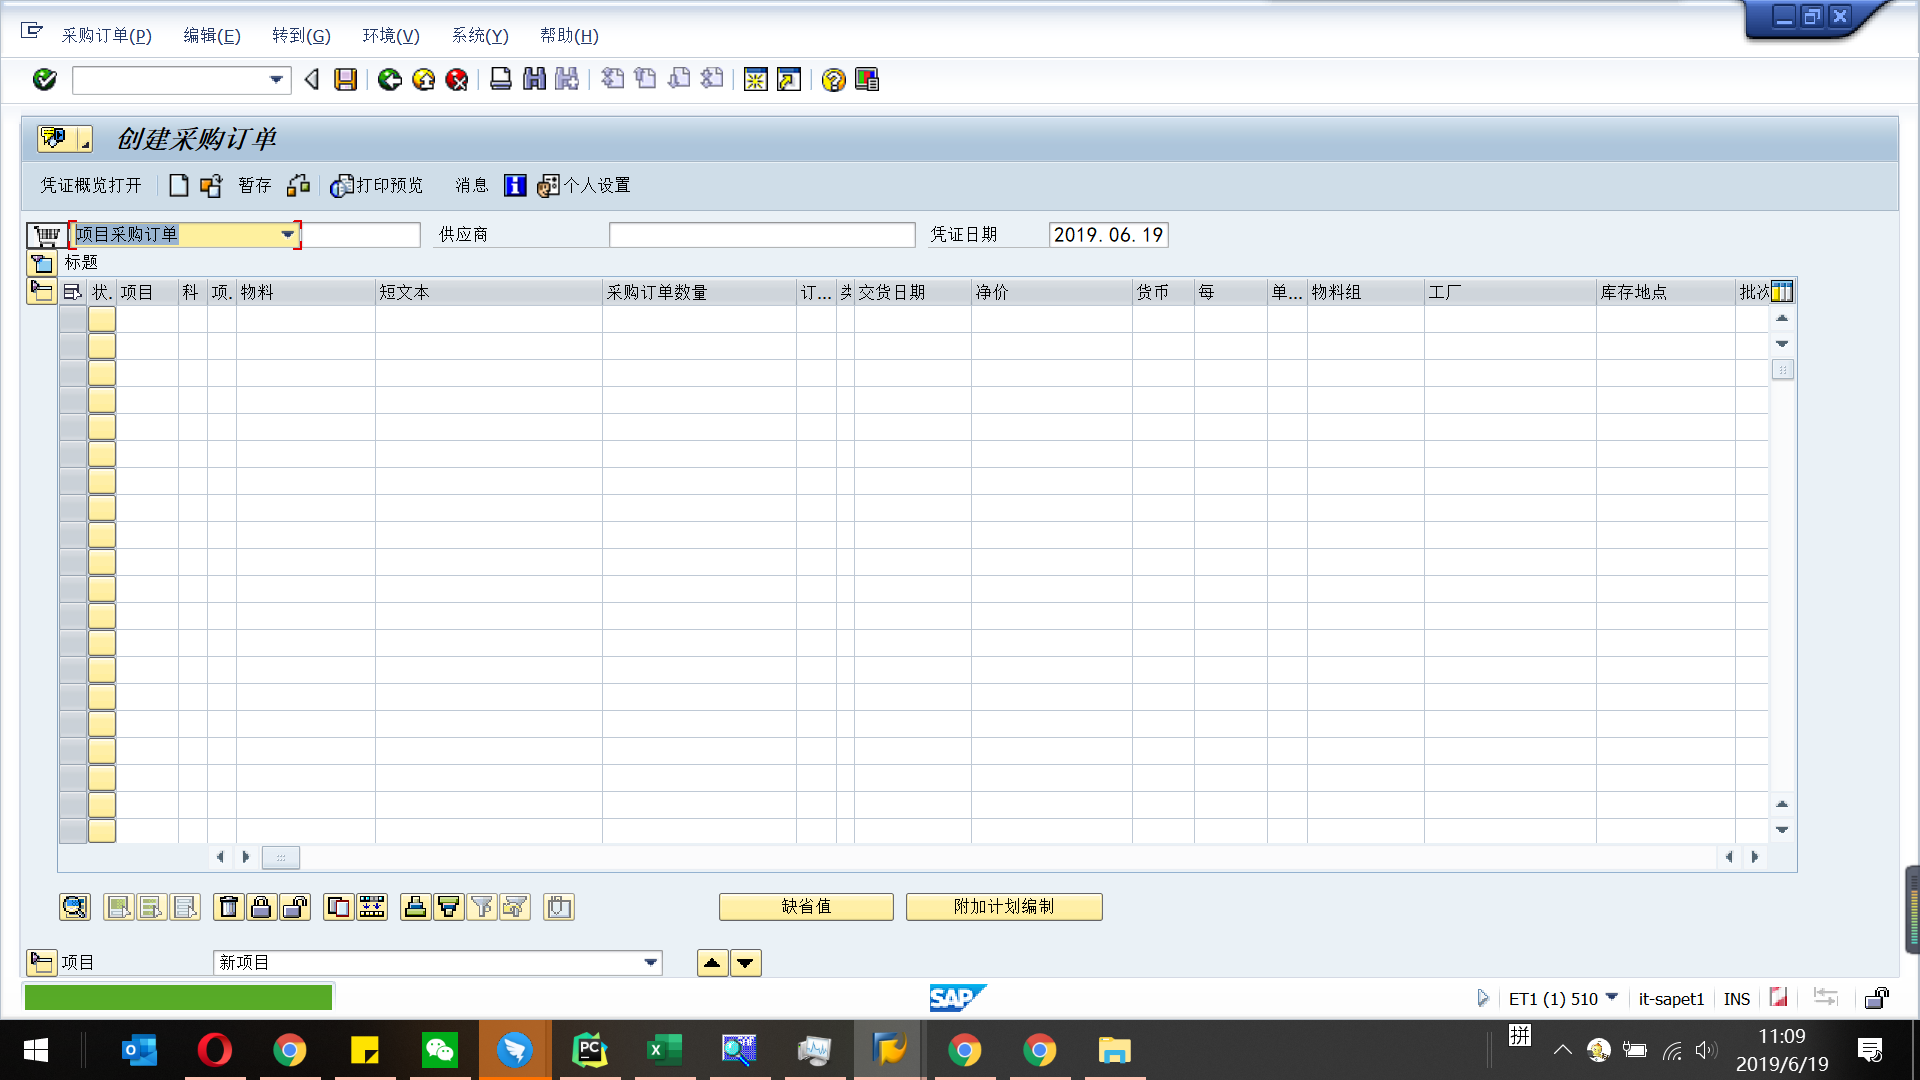 采购订单(P) 编辑(E) 转到(G) 环境(V) 系统(Y) 帮助(H)
创建采购订单
凭证概览打开 暂存 打印预览 消息 个人设置
项目采购订单 供应商 凭证日期 2019.06.19
标题
状. 项目 科 项. 物料 短文本 采购订单数量 订... 交货日期 净价 货币 每 单... 物料组 工厂 库存地点 批次
缺省值 附加计划编制
项目 新项目
SAP ET1 (1) 510 it-sapet1 INS
拼
11:09
2019/6/19